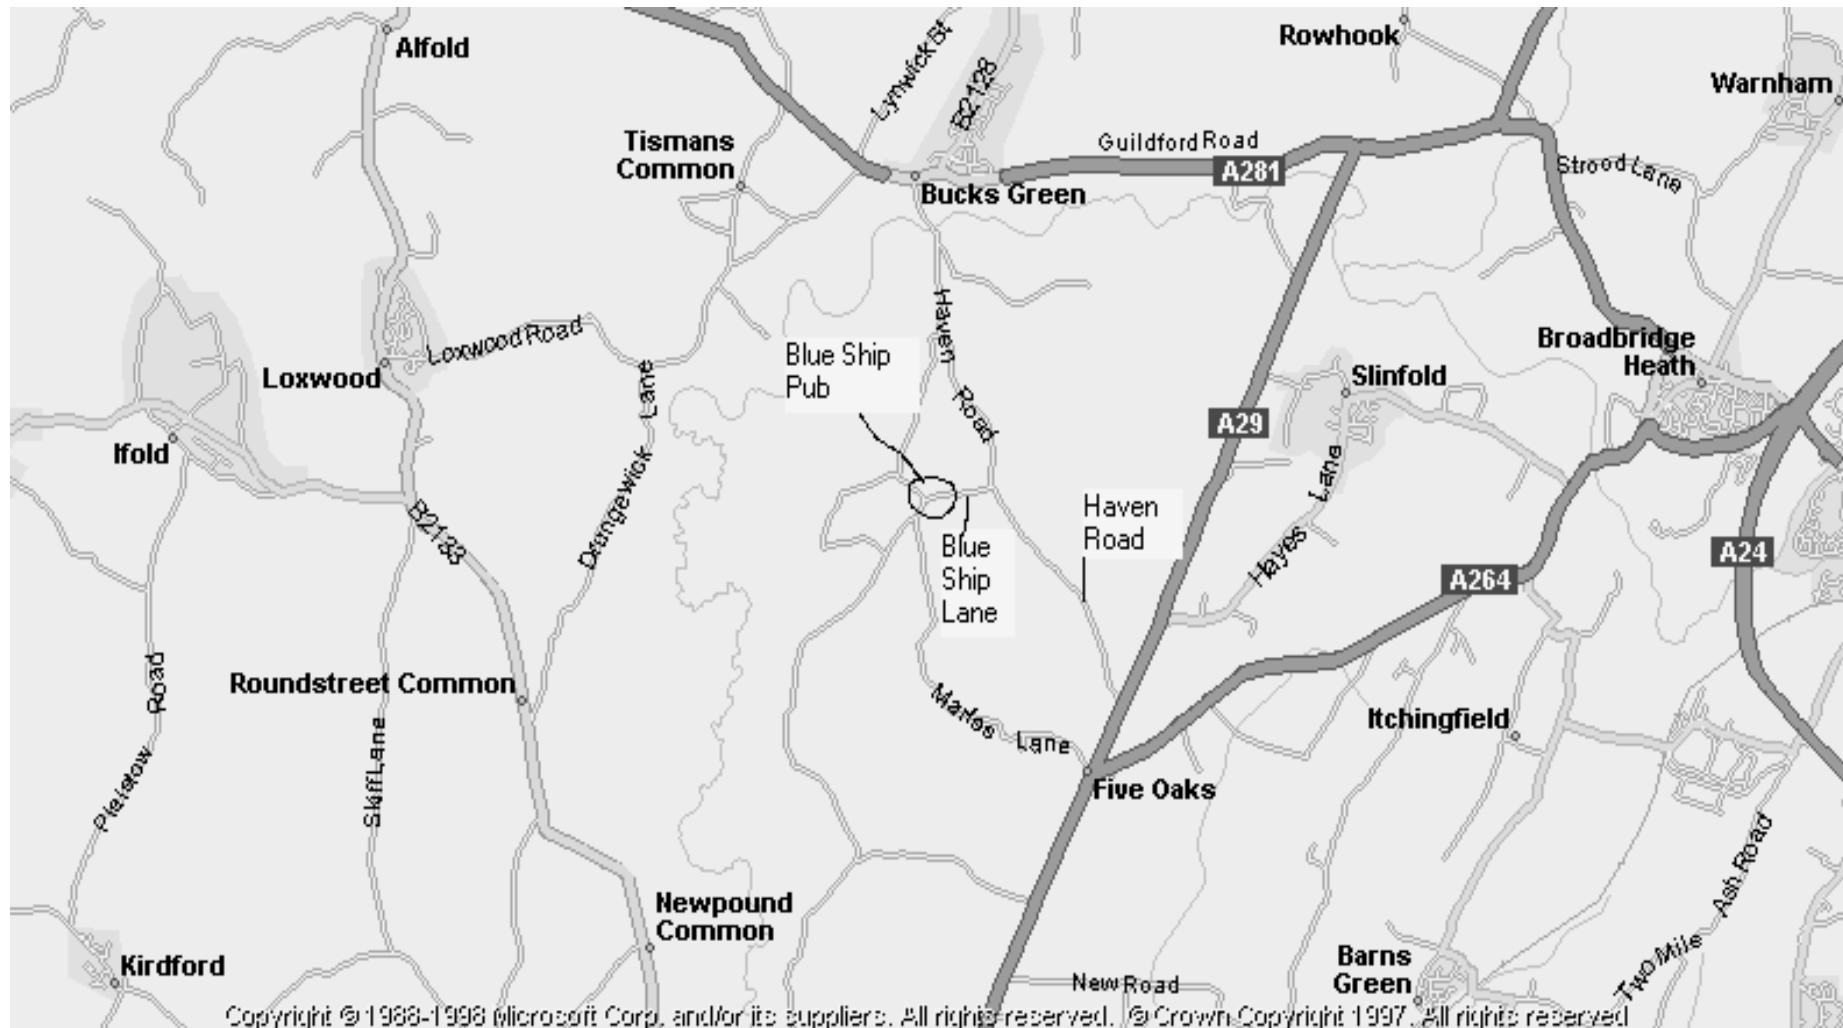 Alfold
Rowhook
Warnham
Lynwick St
B2128
Tismans
Common
Guildford Road
A281
Strood Lane
Bucks Green
Haven
Road
Loxwood Road
Blue Ship
Pub
Broadbridge
Heath
Loxwood
Lane
Drungewick
Slinfold
A29
Ifold
B2133
Haven
Road
Lane
Hayes
Blue
Ship
Lane
A264
A24
Roundstreet Common
Road
Plaistow
Skiff Lane
Marles Lane
Itchingfield
Five Oaks
Ash Road
Newpound
Common
Kirdford
Barns
Green
Two Mile
New Road
Copyright © 1988-1998 Microsoft Corp. and/or its suppliers. All rights reserved. © Crown Copyright 1997. All rights reserved